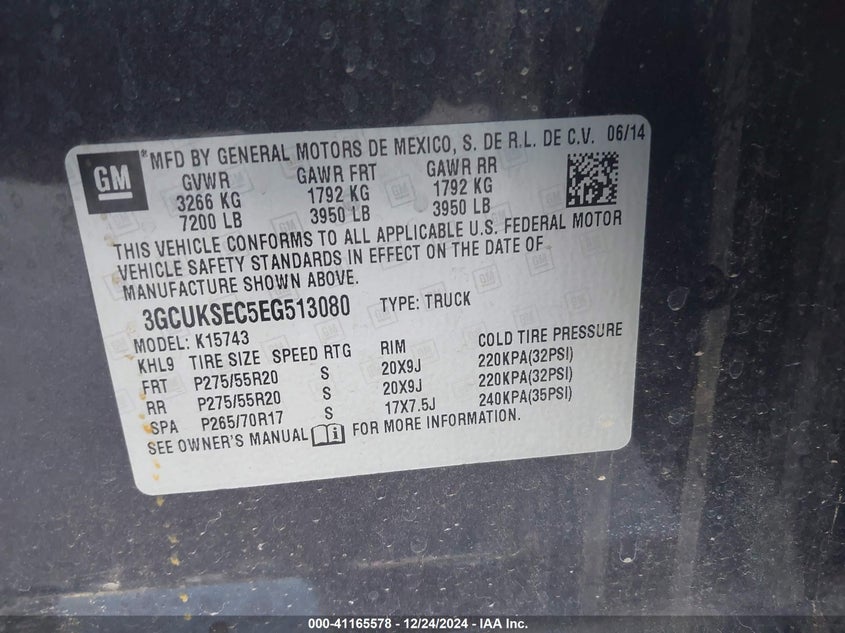 GM
*MFD BY GENERAL MOTORS DE MEXICO, S. DE R.L. DE C.V. 06/14
GVWR GAWR FRT GAWR RR
3266 KG 1792 KG 1792 KG
7200 LB 3950 LB 3950 LB
THIS VEHICLE CONFORMS TO ALL APPLICABLE U.S. FEDERAL MOTOR
VEHICLE SAFETY STANDARDS IN EFFECT ON THE DATE OF
MANUFACTURE SHOWN ABOVE.
3GCUKSEC5EG513080 TYPE: TRUCK
MODEL: K15743
KHL9 TIRE SIZE SPEED RTG RIM COLD TIRE PRESSURE
FRT P275/55R20 S 20X9J 220KPA(32PSI)
RR P275/55R20 S 20X9J 220KPA(32PSI)
SPA P265/70R17 S 17X7.5J 240KPA(35PSI)
SEE OWNER'S MANUAL FOR MORE INFORMATION.
000-41165578 - 12/24/2024 - IAA Inc.